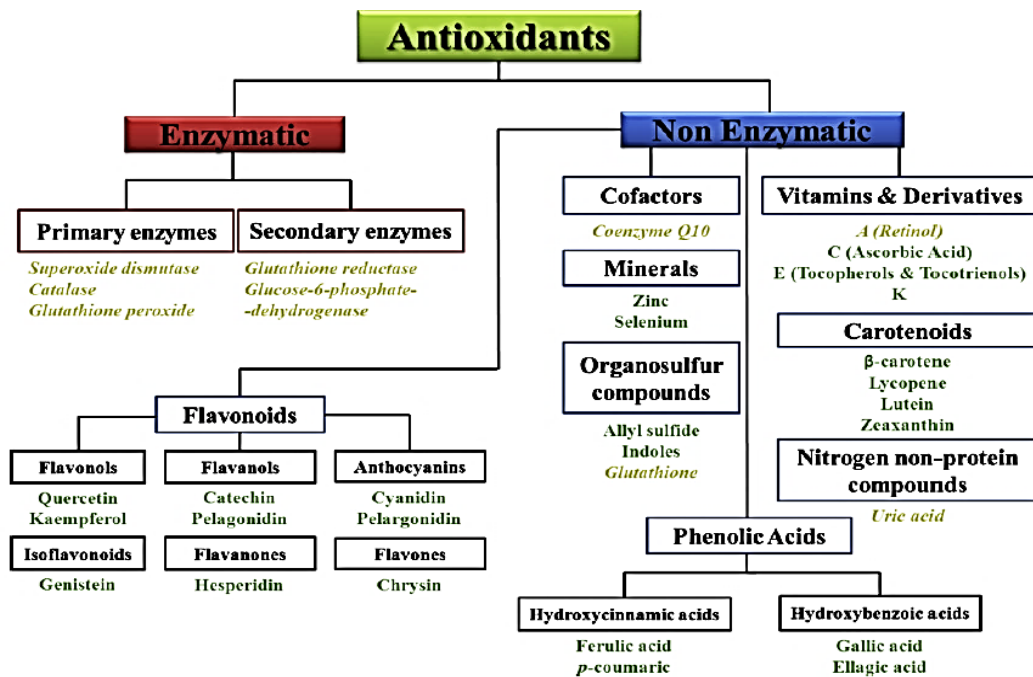 Antioxidants
Enzymatic
Non Enzymatic
Primary enzymes
Superoxide dismutase
Catalase
Glutathione peroxide
Secondary enzymes
Glutathione reductase
Glucose-6-phosphate-
-dehydrogenase
Cofactors
Coenzyme Q10
Minerals
Zinc
Selenium
Organosulfur
compounds
Allyl sulfide
Indoles
Glutathione
Vitamins & Derivatives
A (Retinol)
C (Ascorbic Acid)
E (Tocopherols & Tocotrienols)
K
Carotenoids
β-carotene
Lycopene
Lutein
Zeaxanthin
Nitrogen non-protein
compounds
Uric acid
Flavonoids
Flavonols
Quercetin
Kaempferol
Flavanols
Catechin
Pelagonidin
Anthocyanins
Cyanidin
Pelargonidin
Isoflavonoids
Genistein
Flavanones
Hesperidin
Flavones
Chrysin
Phenolic Acids
Hydroxycinnamic acids
Ferulic acid
p-coumaric
Hydroxybenzoic acids
Gallic acid
Ellagic acid